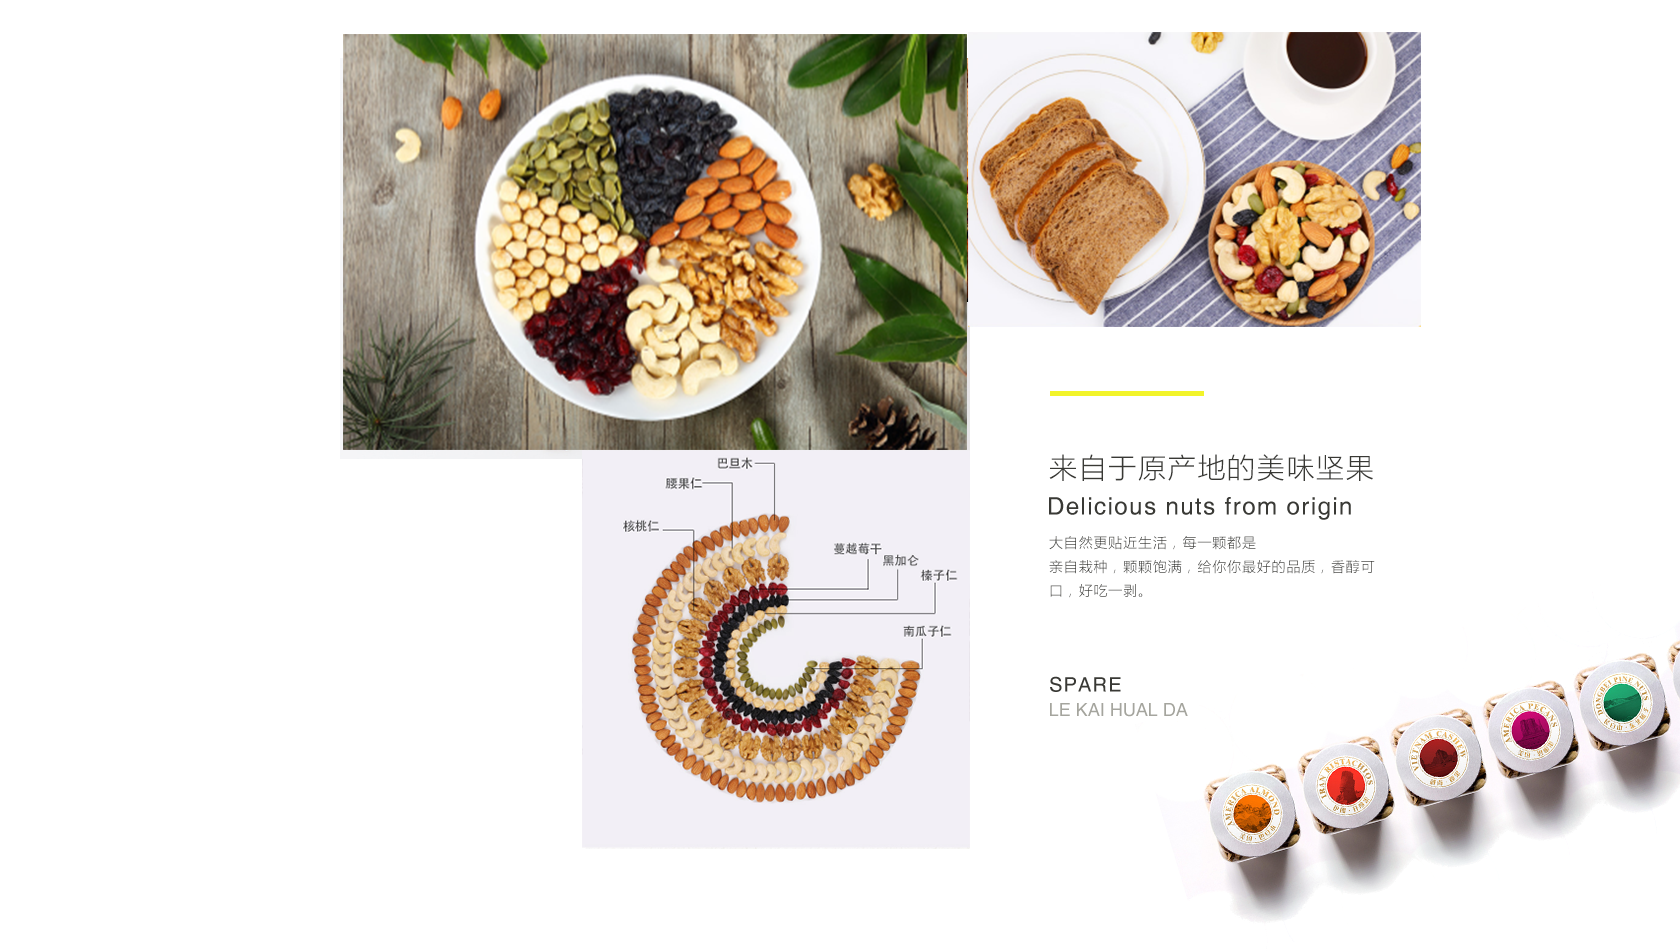 巴旦木
腰果仁
核桃仁
蔓越莓干
黑加仑
榛子仁
南瓜子仁
来自于原产地的美味坚果
Delicious nuts from origin
大自然更贴近生活，每一颗都是
亲自栽种，颗颗饱满，给你你最好的品质，香醇可
口，好吃一剥。
SPARE
LE KAI HUAL DA
AMERICA ALMOND
IRAN PISTACHIOS
VIETNAM CASHEW
AMERICA PECANS
DONGBEI PINE NUTS